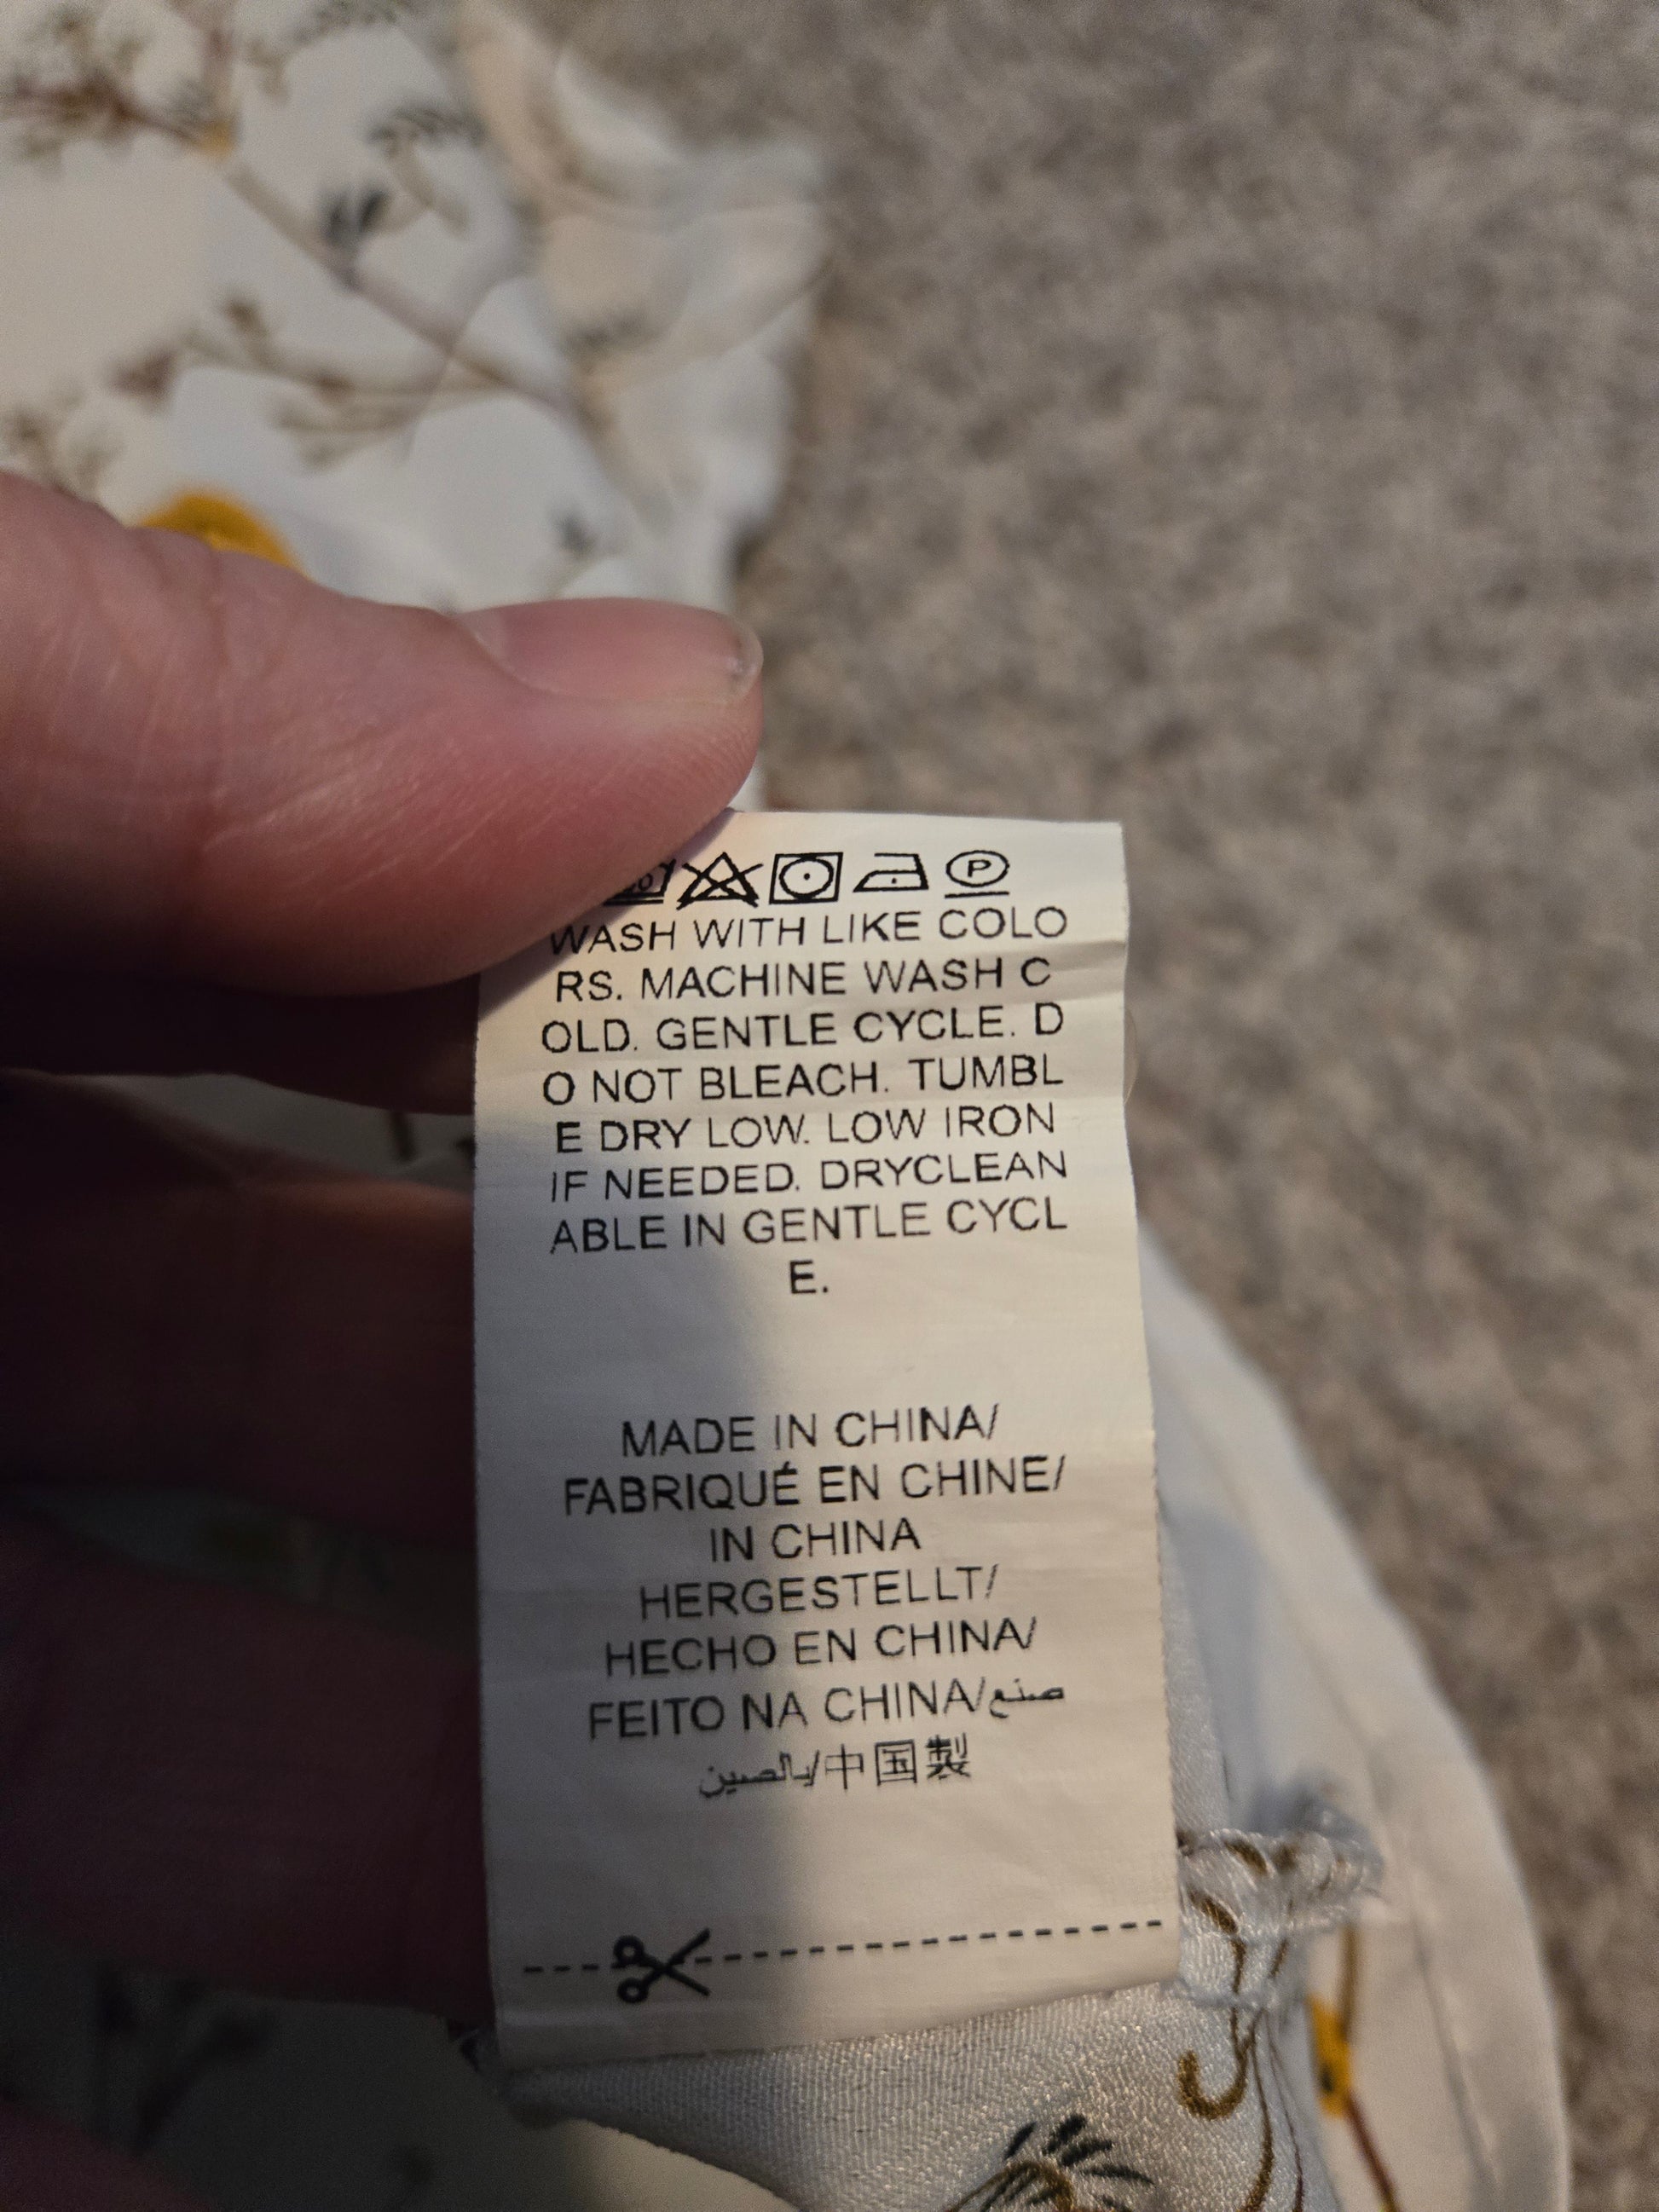 P
WASH WITH LIKE COLO
RS. MACHINE WASH C
OLD. GENTLE CYCLE. D
O NOT BLEACH. TUMBL
E DRY LOW. LOW IRON
IF NEEDED. DRYCLEAN
ABLE IN GENTLE CYCL
E.
MADE IN CHINA/
FABRIQUÉ EN CHINE/
IN CHINA
HERGESTELLT/
HECHO EN CHINA/
FEITO NA CHINA/صنع
بالصين/中国製